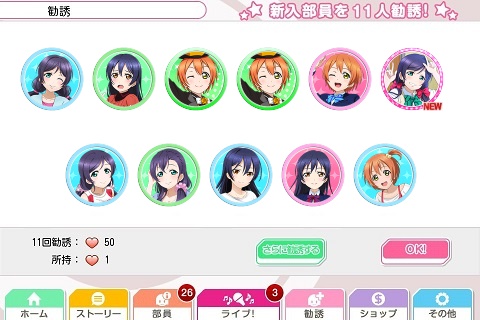 勧誘
新入部員を11人勧誘!
NEW
11回勧誘: 50
所持: 1
さらに勧誘する
OK!
26
3
ホーム
ストーリー
部員
ライブ!
勧誘
ショップ
その他